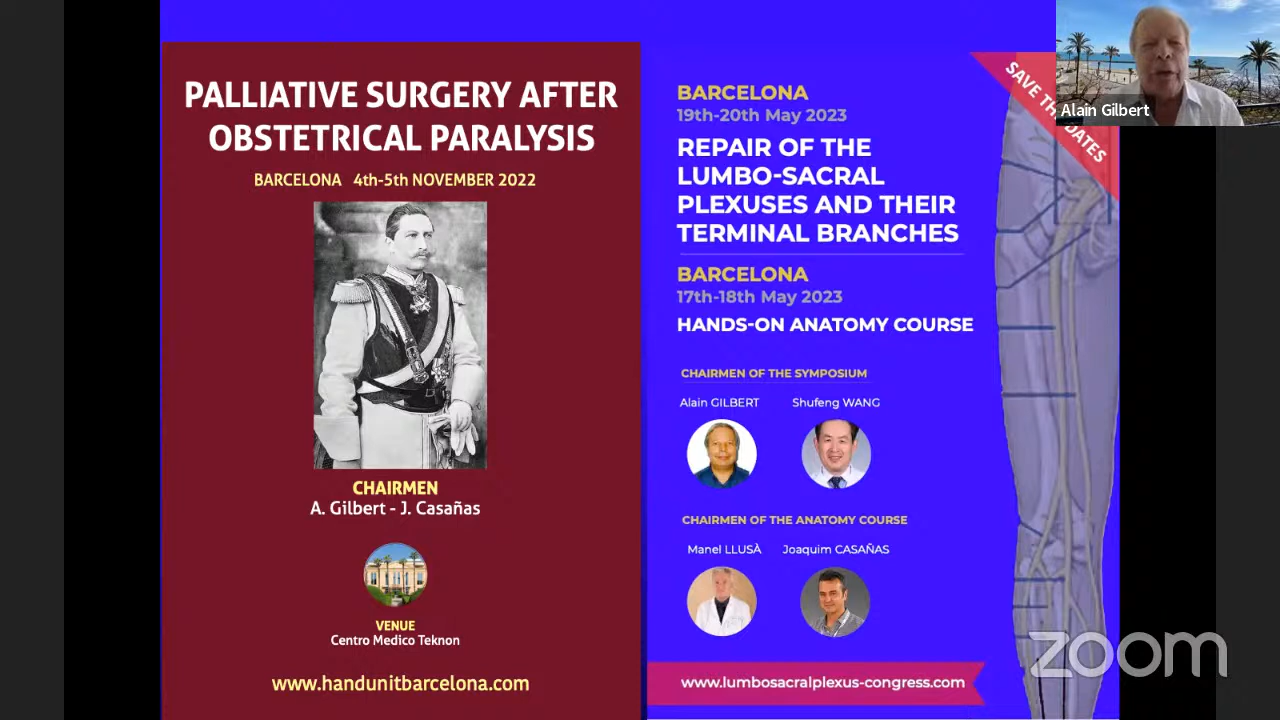 PALLIATIVE SURGERY AFTER
OBSTETRICAL PARALYSIS
BARCELONA 4th-5th NOVEMBER 2022
CHAIRMEN
A. Gilbert - J. Casañas
VENUE
Centro Medico Teknon
www.handunitbarcelona.com
BARCELONA
19th-20th May 2023
REPAIR OF THE
LUMBO-SACRAL
PLEXUSES AND THEIR
TERMINAL BRANCHES
BARCELONA
17th-18th May 2023
HANDS-ON ANATOMY COURSE
CHAIRMEN OF THE SYMPOSIUM
Alain GILBERT Shufeng WANG
CHAIRMEN OF THE ANATOMY COURSE
Manel LLUSÀ Joaquim CASAÑAS
www.lumbosacralplexus-congress.com
SAVE TH DATES
Alain Gilbert
zoom